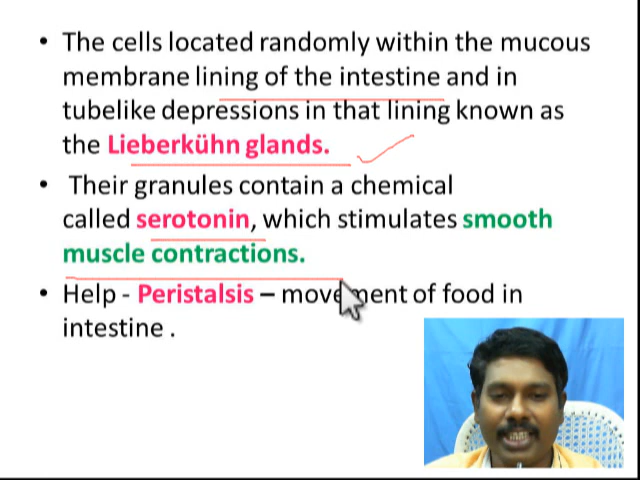 • The cells located randomly within the mucous
membrane lining of the intestine and in
tubelike depressions in that lining known as
the Lieberkühn glands.
• Their granules contain a chemical
called serotonin, which stimulates smooth
muscle contractions.
• Help - Peristalsis – movement of food in
intestine .